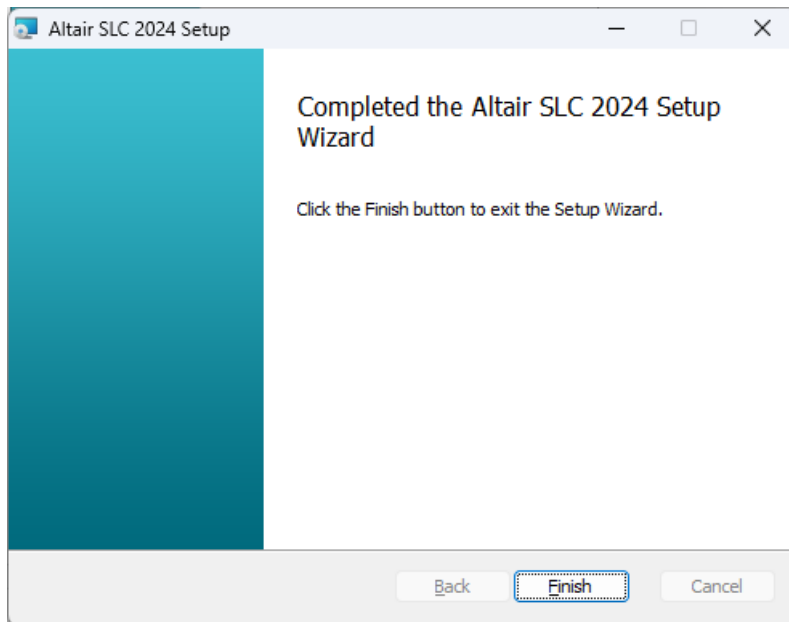 Altair SLC 2024 Setup
Completed the Altair SLC 2024 Setup
Wizard
Click the Finish button to exit the Setup Wizard.
Back
Finish
Cancel